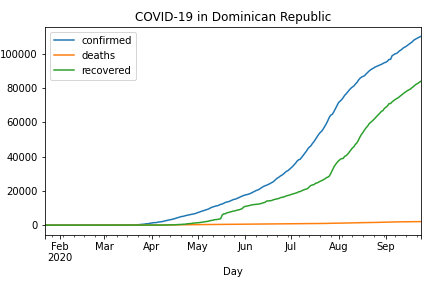 COVID-19 in Dominican Republic
confirmed
deaths
recovered
100000
80000
60000
40000
20000
0
Feb Mar Apr May Jun Jul Aug Sep
2020
Day